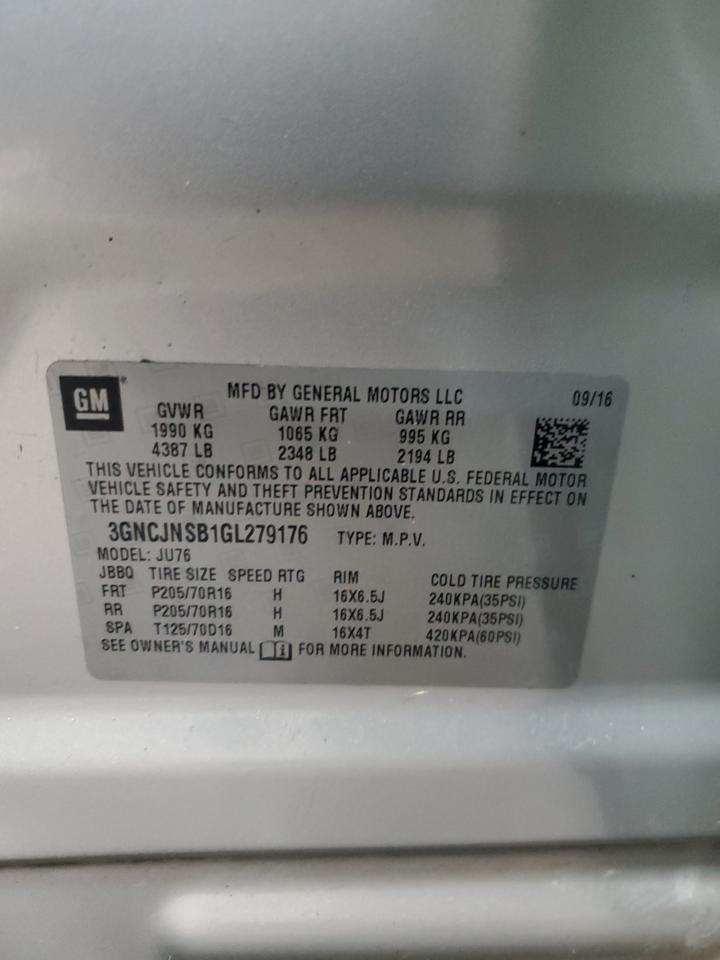 GM ®
MFD BY GENERAL MOTORS LLC 09/16
GVWR GAWR FRT GAWR RR
1990 KG 1065 KG 995 KG
4387 LB 2348 LB 2194 LB
THIS VEHICLE CONFORMS TO ALL APPLICABLE U.S. FEDERAL MOTOR
VEHICLE SAFETY AND THEFT PREVENTION STANDARDS IN EFFECT ON
THE DATE OF MANUFACTURE SHOWN ABOVE.
3GNCJNSB1GL279176 TYPE: M.P.V.
MODEL: JU76
JBBQ TIRE SIZE SPEED RTG RIM COLD TIRE PRESSURE
FRT P205/70R16 H 16X6.5J 240KPA(35PSI)
RR P205/70R16 H 16X6.5J 240KPA(35PSI)
SPA T125/70D16 M 16X4T 420KPA(60PSI)
SEE OWNER'S MANUAL i FOR MORE INFORMATION.